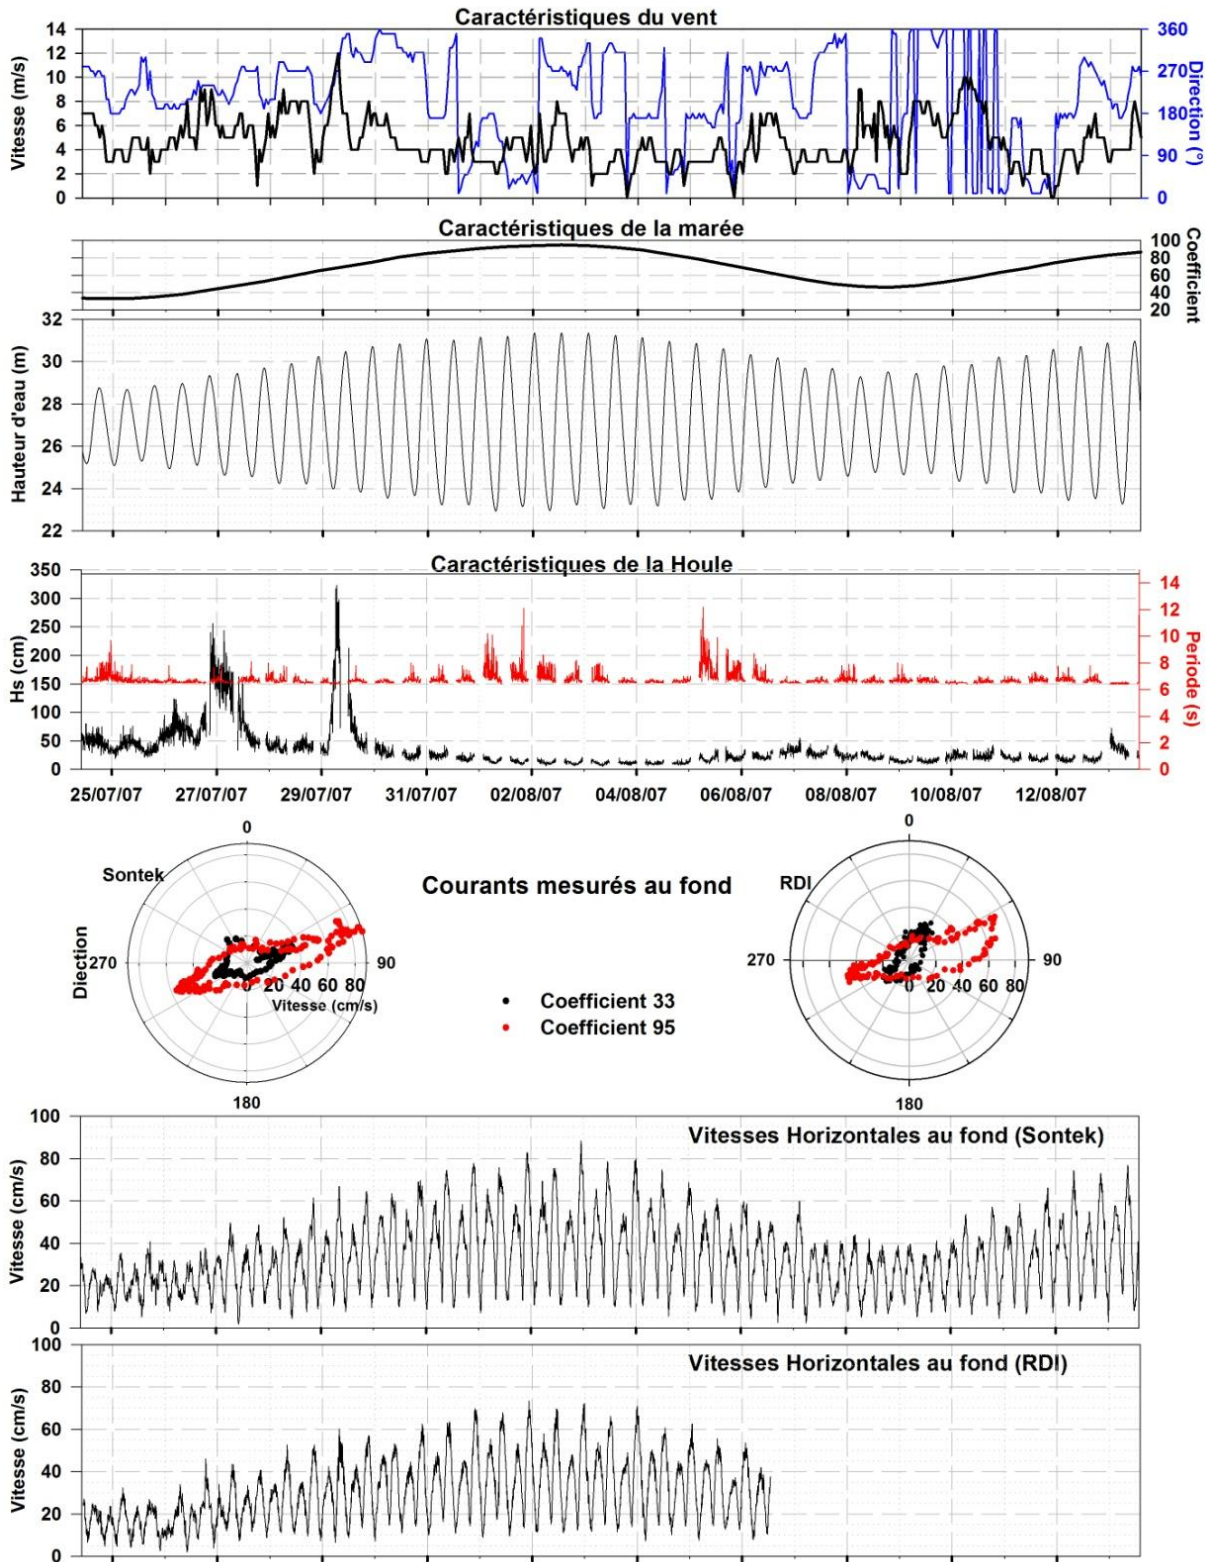 Caractéristiques du vent
Vitesse (m/s)
14
12
10
8
6
4
2
0
360
270
180
90
0
Direction (°)
Caractéristiques de la marée
100
80
60
40
20
Coefficient
Hauteur d'eau (m)
32
30
28
26
24
22
Caractéristiques de la Houle
Hs (cm)
350
300
250
200
150
100
50
0
14
12
10
8
6
4
2
0
Periode (s)
25/07/07 27/07/07 29/07/07 31/07/07 02/08/07 04/08/07 06/08/07 08/08/07 10/08/07 12/08/07
Courants mesurés au fond
Sontek
Diection
0
270
90
0 20 40 60 80
Vitesse (cm/s)
180
• Coefficient 33
• Coefficient 95
RDI
0
270
90
0 20 40 60 80
180
Vitesses Horizontales au fond (Sontek)
Vitesse (cm/s)
100
80
60
40
20
0
Vitesses Horizontales au fond (RDI)
Vitesse (cm/s)
100
80
60
40
20
0